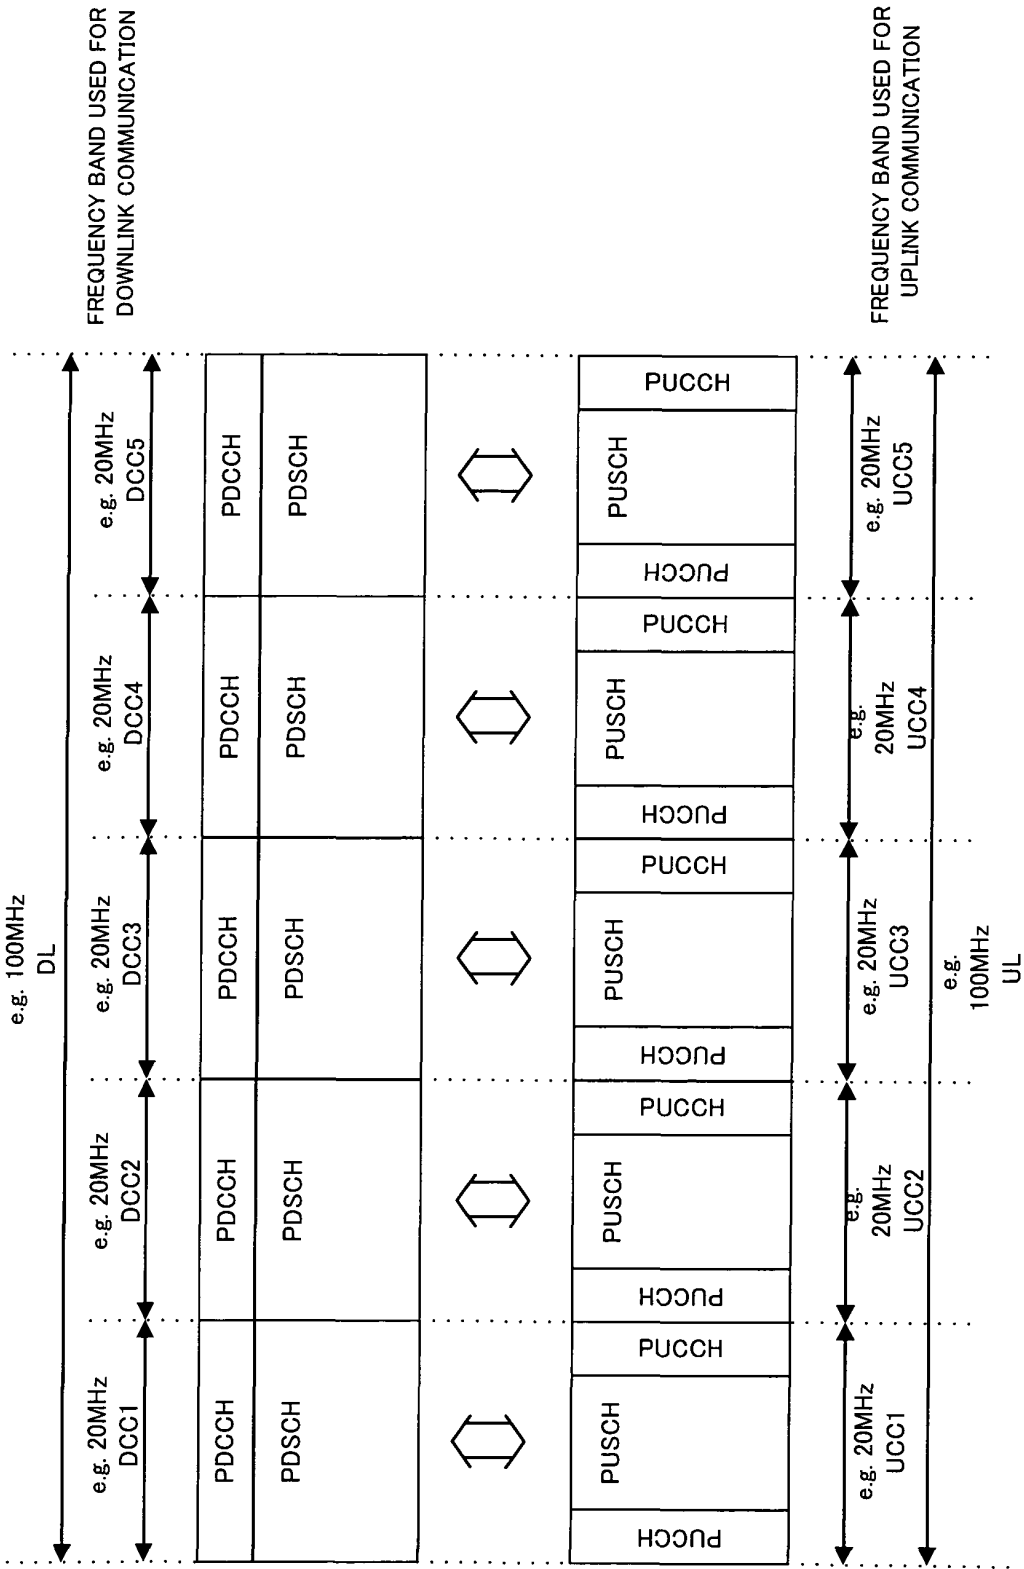 FREQUENCY BAND USED FOR
DOWNLINK COMMUNICATION
e.g. 100MHz
DL
e.g. 20MHz
DCC1
e.g. 20MHz
DCC2
e.g. 20MHz
DCC3
e.g. 20MHz
DCC4
e.g. 20MHz
DCC5
PDCCH
PDCCH
PDCCH
PDCCH
PDCCH
PDSCH
PDSCH
PDSCH
PDSCH
PDSCH
PUCCH
PUSCH
PUCCH
PUCCH
PUSCH
PUCCH
PUCCH
PUSCH
PUCCH
PUCCH
PUSCH
PUCCH
PUCCH
PUSCH
PUCCH
e.g. 20MHz
UCC1
e.g.
20MHz
UCC2
e.g. 20MHz
UCC3
e.g.
20MHz
UCC4
e.g. 20MHz
UCC5
e.g.
100MHz
UL
FREQUENCY BAND USED FOR
UPLINK COMMUNICATION